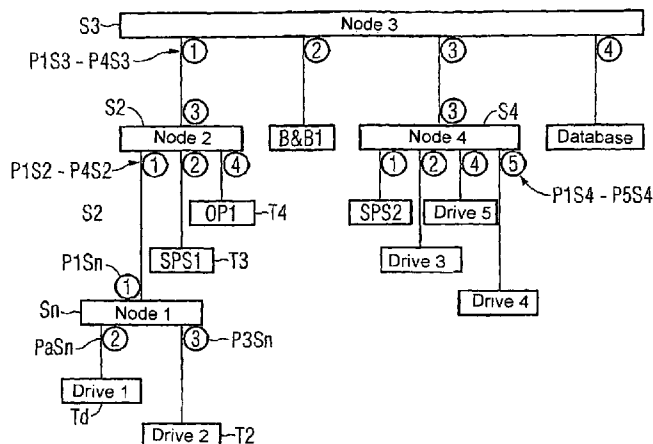 S3
Node 3
P1S3 - P4S3
1
2
3
4
S2
3
3
S4
Node 2
B&B1
Node 4
Database
P1S2 - P4S2
1
2
4
1
2
4
5
P1S4 - P5S4
S2
OP1
T4
SPS2
Drive 5
P1Sn
SPS1
T3
Drive 3
1
Drive 4
Sn
Node 1
PaSn
2
3
P3Sn
Drive 1
Td
Drive 2
T2